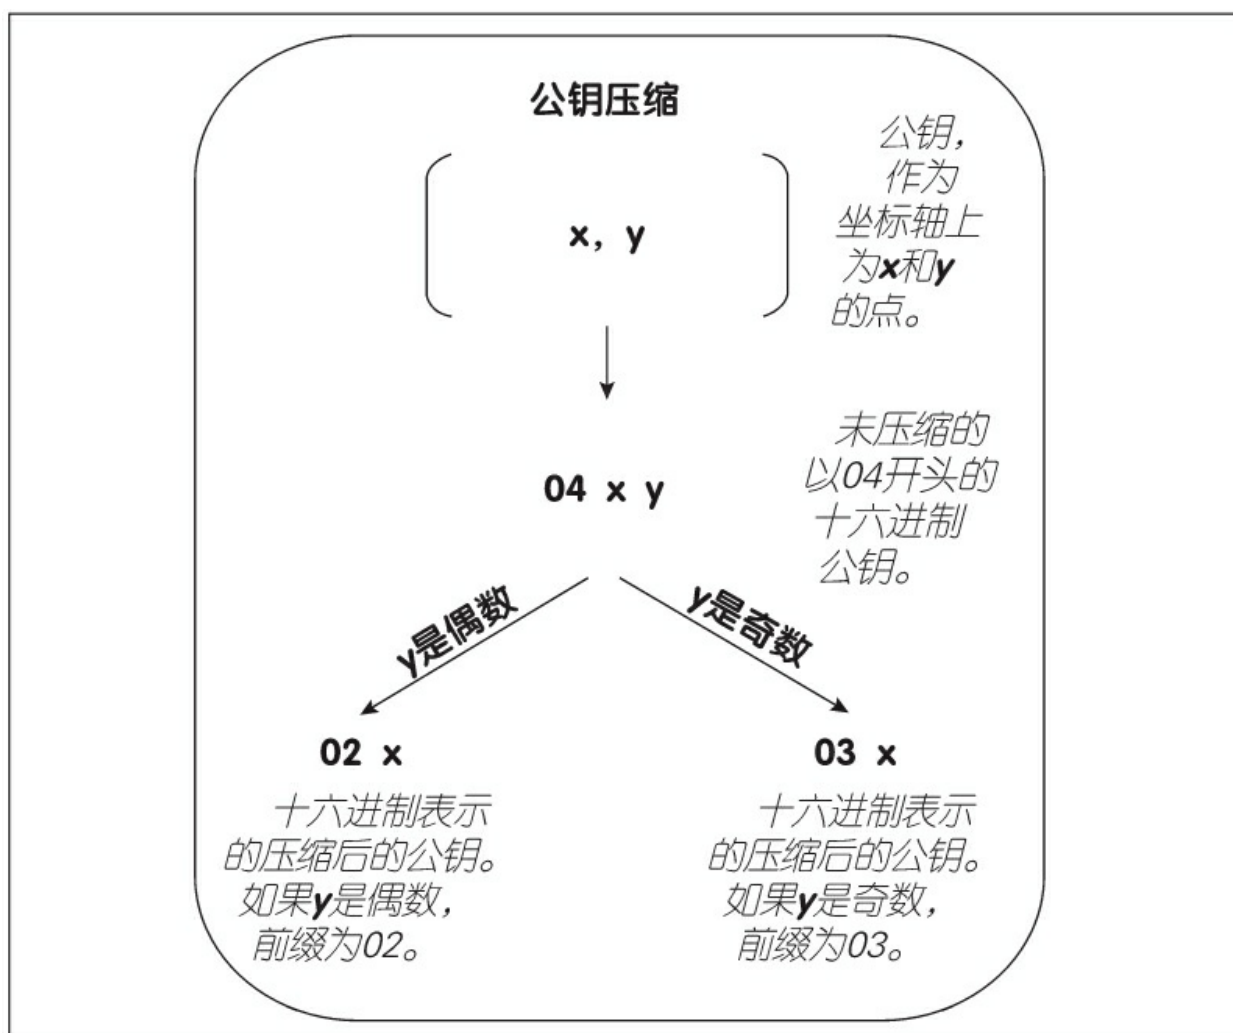 公钥压缩
x, y
公钥，
作为
坐标轴上
为x和y
的点。
04 x y
未压缩的
以04开头的
十六进制
公钥。
y是偶数
y是奇数
02 x
十六进制表示
的压缩后的公钥。
如果y是偶数，
前缀为02。
03 x
十六进制表示
的压缩后的公钥。
如果y是奇数，
前缀为03。